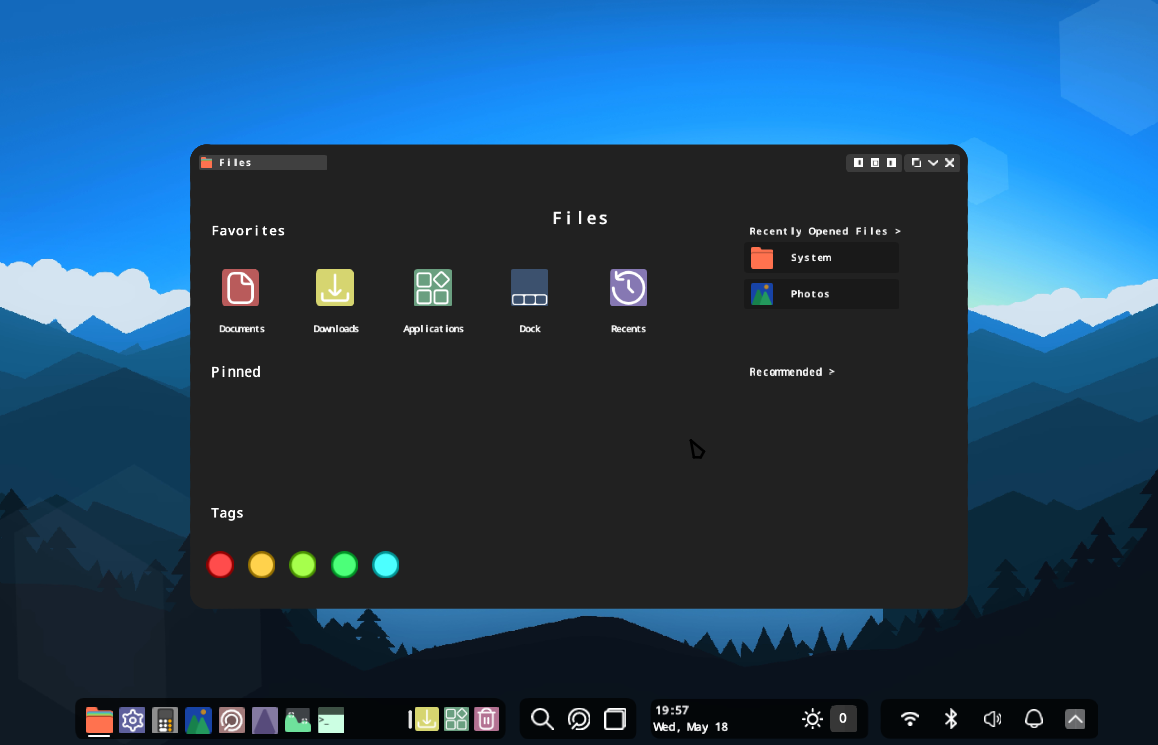 Files
Files
Favorites
Recently Opened Files >
System
Photos
Documents
Downloads
Applications
Dock
Recents
Pinned
Recommended >
Tags
19:57
Wed, May 18
0